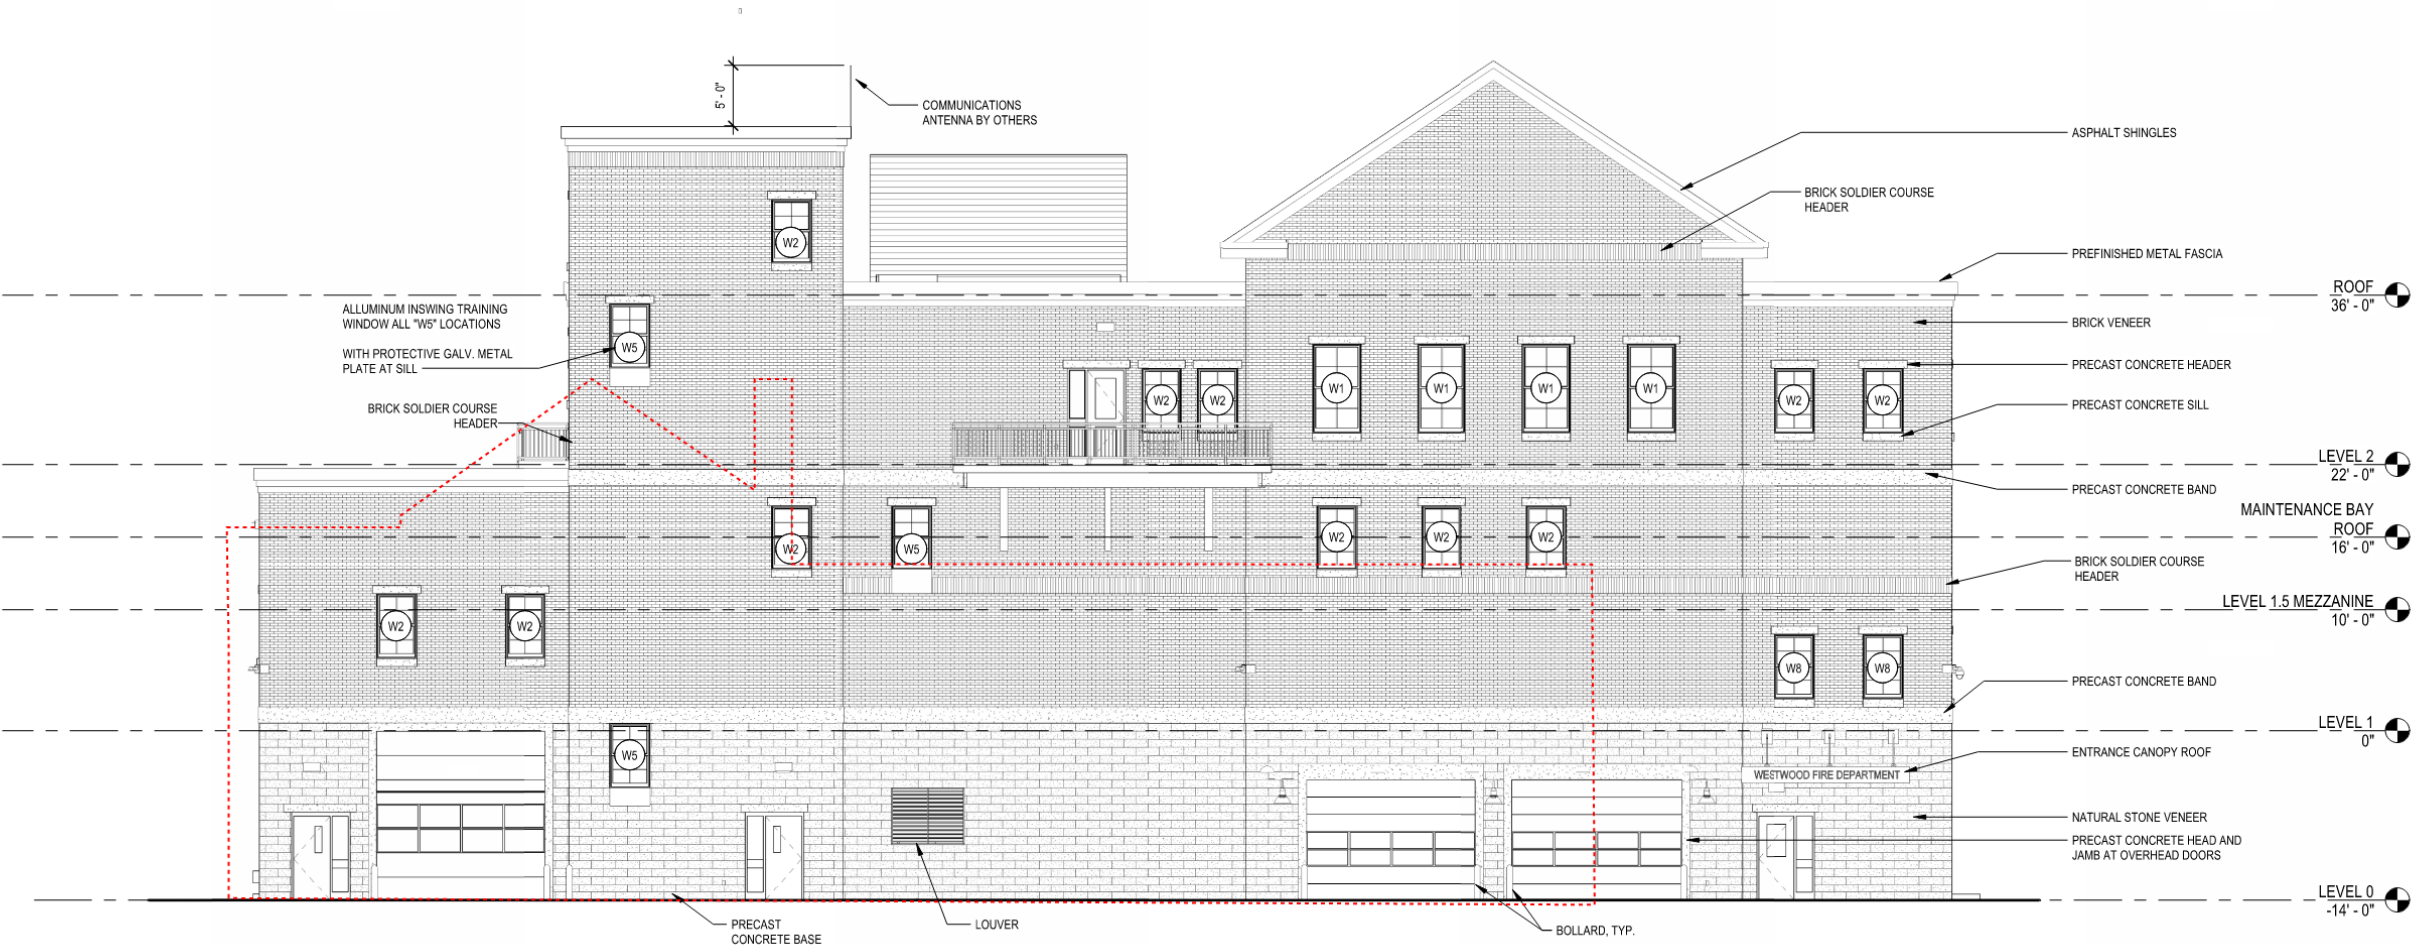 5' - 0"
COMMUNICATIONS
ANTENNA BY OTHERS
ASPHALT SHINGLES
BRICK SOLDIER COURSE
HEADER
W2
PREFINISHED METAL FASCIA
ROOF
36' - 0"
ALLUMINUM INSWING TRAINING
WINDOW ALL "W5" LOCATIONS
WITH PROTECTIVE GALV. METAL
PLATE AT SILL
W5
BRICK VENEER
PRECAST CONCRETE HEADER
W1
W1
W1
W1
W2
W2
W2
W2
PRECAST CONCRETE SILL
BRICK SOLDIER COURSE
HEADER
LEVEL 2
22' - 0"
PRECAST CONCRETE BAND
MAINTENANCE BAY
ROOF
16' - 0"
W2
W5
W2
W2
W2
BRICK SOLDIER COURSE
HEADER
LEVEL 1.5 MEZZANINE
10' - 0"
W2
W2
W8
W8
PRECAST CONCRETE BAND
LEVEL 1
0"
W5
ENTRANCE CANOPY ROOF
WESTWOOD FIRE DEPARTMENT
NATURAL STONE VENEER
PRECAST CONCRETE HEAD AND
JAMB AT OVERHEAD DOORS
LEVEL 0
-14' - 0"
PRECAST
CONCRETE BASE
LOUVER
BOLLARD, TYP.